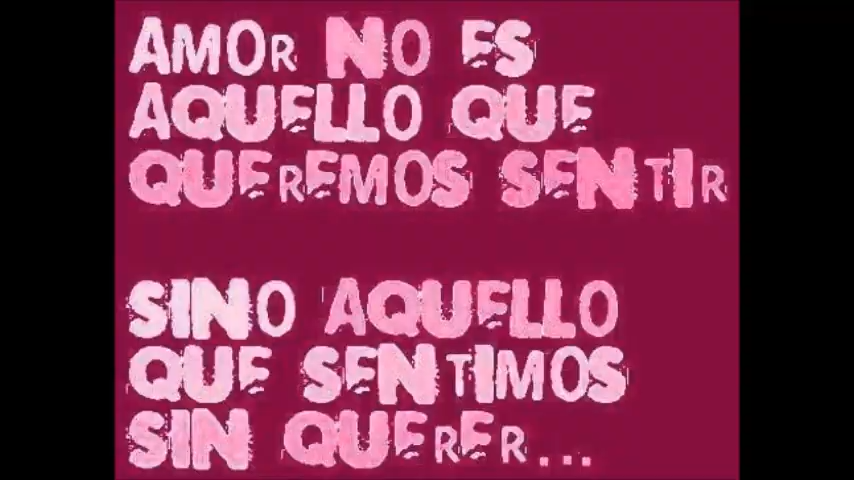 AMOR NO ES
AQUELLO QUE
QUEREMOS SENTIR
SINO AQUELLO
QUE SENTIMOS
SIN QUERER...